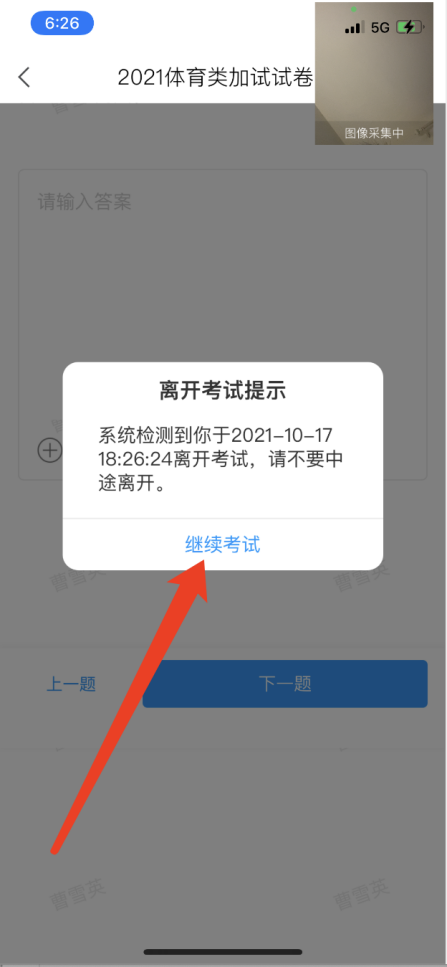 6:26
5G
2021体育类加试试卷
图像采集中
请输入答案
离开考试提示
系统检测到你于2021-10-17
18:26:24离开考试，请不要中
途离开。
继续考试
曹雪英
曹雪英
上一题
下一题
曹雪英
曹雪英